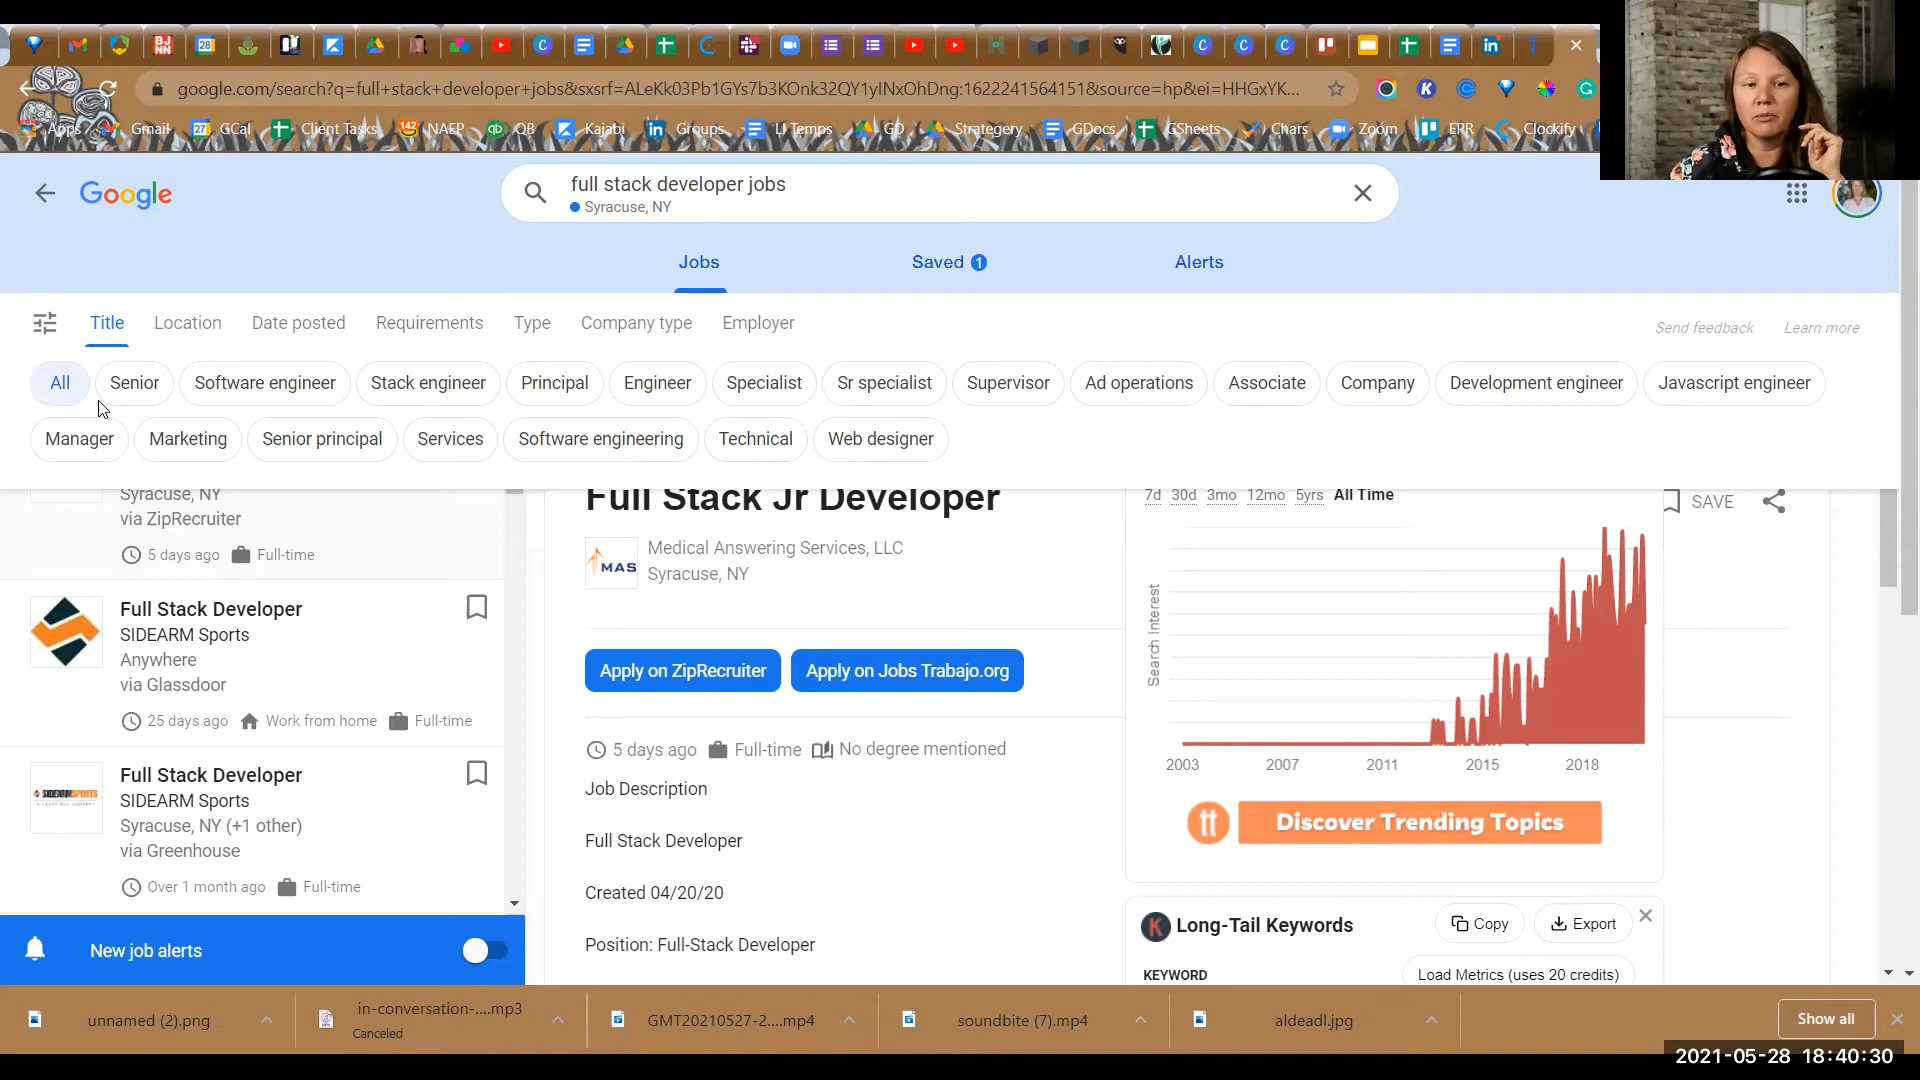 BJ
NN
28
google.com/search?q=full+stack+developer+jobs&sxsrf=ALeKk03Pb1GYs7b3KOnk32QY1yINxOhDng:1622241564151&source=hp&ei=HHGxYK...
Apps
Gmail
27
GCal
Client Tasks
142
NAEP
qb
QB
Kajabi
Groups
LI Temps
GD
Strategery
GDocs
GSheets
Chars
Zoom
ERR
Clockify
Google
full stack developer jobs
Syracuse, NY
Jobs
Saved 1
Alerts
Title
Location
Date posted
Requirements
Type
Company type
Employer
Send feedback
Learn more
All
Senior
Software engineer
Stack engineer
Principal
Engineer
Specialist
Sr specialist
Supervisor
Ad operations
Associate
Company
Development engineer
Javascript engineer
Manager
Marketing
Senior principal
Services
Software engineering
Technical
Web designer
Syracuse, NY
via ZipRecruiter
5 days ago
Full-time
Full Stack Developer
SIDEARM Sports
Anywhere
via Glassdoor
25 days ago
Work from home
Full-time
SIDEARMSPORTS
Full Stack Developer
SIDEARM Sports
Syracuse, NY (+1 other)
via Greenhouse
Over 1 month ago
Full-time
New job alerts
Full Stack Jr Developer
MAS
Medical Answering Services, LLC
Syracuse, NY
Apply on ZipRecruiter
Apply on Jobs Trabajo.org
5 days ago
Full-time
No degree mentioned
Job Description
Full Stack Developer
Created 04/20/20
Position: Full-Stack Developer
7d 30d 3mo 12mo 5yrs All Time
SAVE
Search Interest
2003 2007 2011 2015 2018
tt
Discover Trending Topics
K
Long-Tail Keywords
Copy
Export
KEYWORD
Load Metrics (uses 20 credits)
unnamed (2).png
in-conversation-....mp3
Canceled
GMT20210527-2....mp4
soundbite (7).mp4
aldeadl.jpg
Show all
2021-05-28 18:40:30